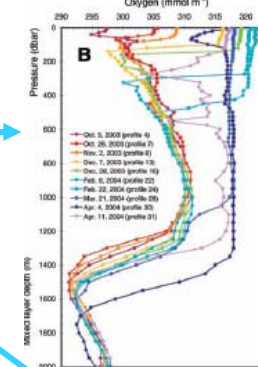 Oxygen (mmol m⁻³)
290 295 300 305 310 315 320
Pressure (dbar)
0
200
400
600
800
1000
1200
1400
1600
1800
B
Oct. 5, 2003 (profile 4)
Oct. 26, 2003 (profile 7)
Nov. 2, 2003 (profile 8)
Dec. 7, 2003 (profile 13)
Dec. 28, 2003 (profile 16)
Feb. 8, 2004 (profile 22)
Feb. 22, 2004 (profile 24)
Mar. 21, 2004 (profile 28)
Apr. 4, 2004 (profile 30)
Apr. 11, 2004 (profile 31)
Mixed layer depth (m)